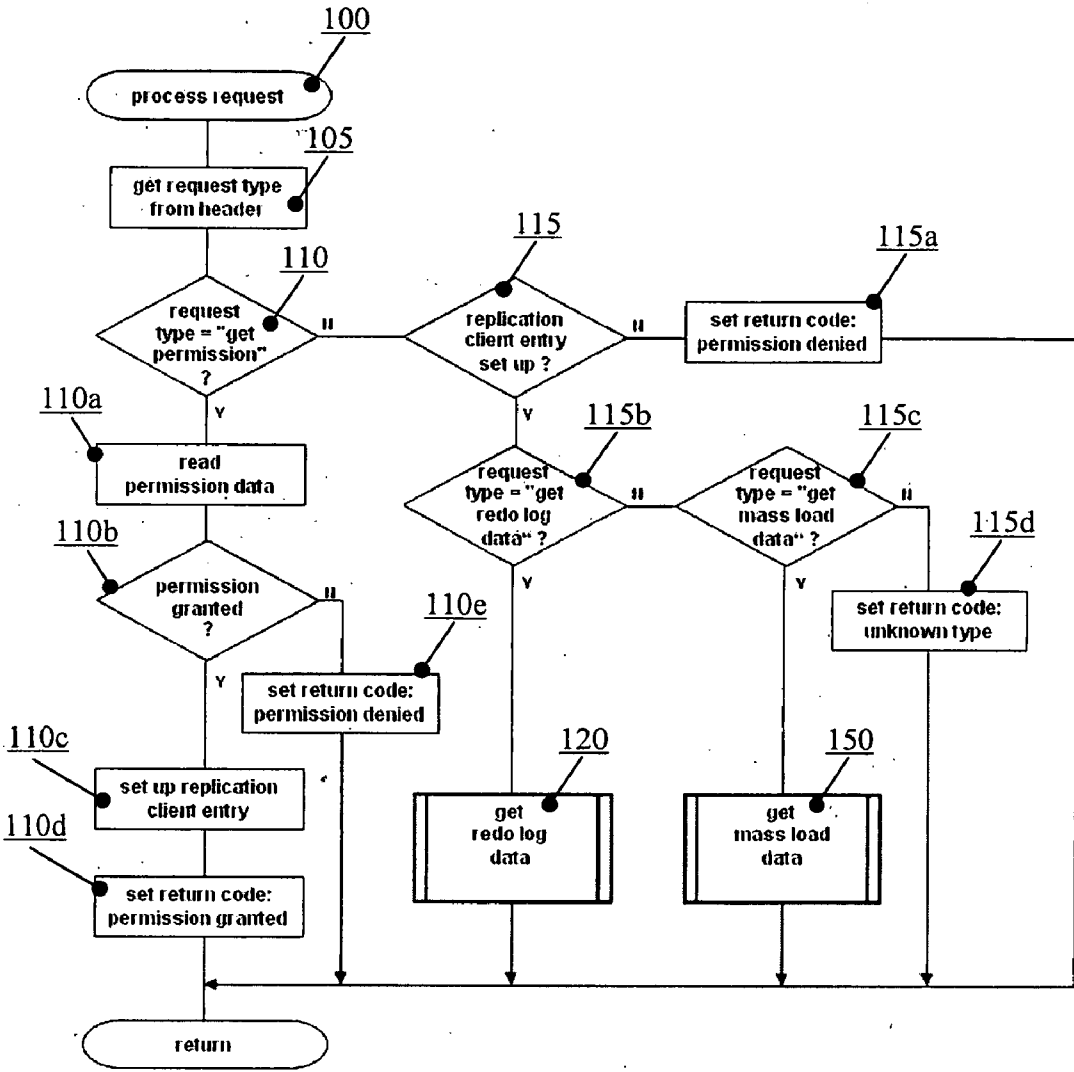 100
process request
105
get request type
from header
110
request
type = "get
permission"
?
N
Y
115
replication
client entry
set up ?
N
Y
115a
set return code:
permission denied
110a
read
permission data
115b
request
type = "get
redo log
data" ?
N
Y
115c
request
type = "get
mass load
data" ?
N
Y
115d
set return code:
unknown type
110b
permission
granted
?
N
Y
110e
set return code:
permission denied
110c
set up replication
client entry
120
get
redo log
data
150
get
mass load
data
110d
set return code:
permission granted
return